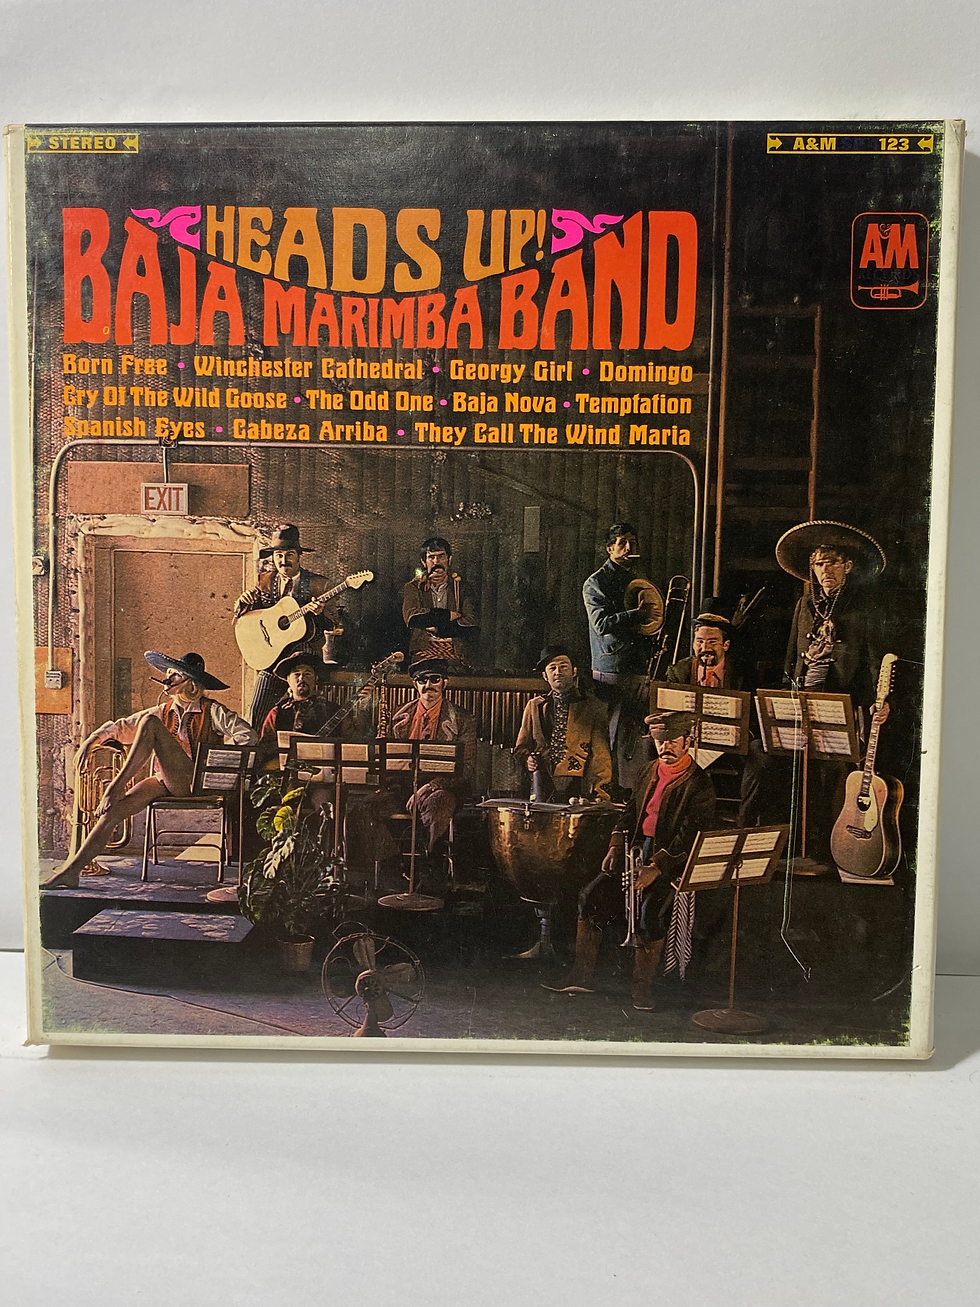 STEREO
A&M 123
HEADS UP!
BAJA MARIMBA BAND
A&M
RECORDS
Born Free • Winchester Cathedral • Georgy Girl • Domingo
Cry Of The Wild Goose • The Odd One • Baja Nova • Temptation
Spanish Eyes • Cabeza Arriba • They Call The Wind Maria
EXIT